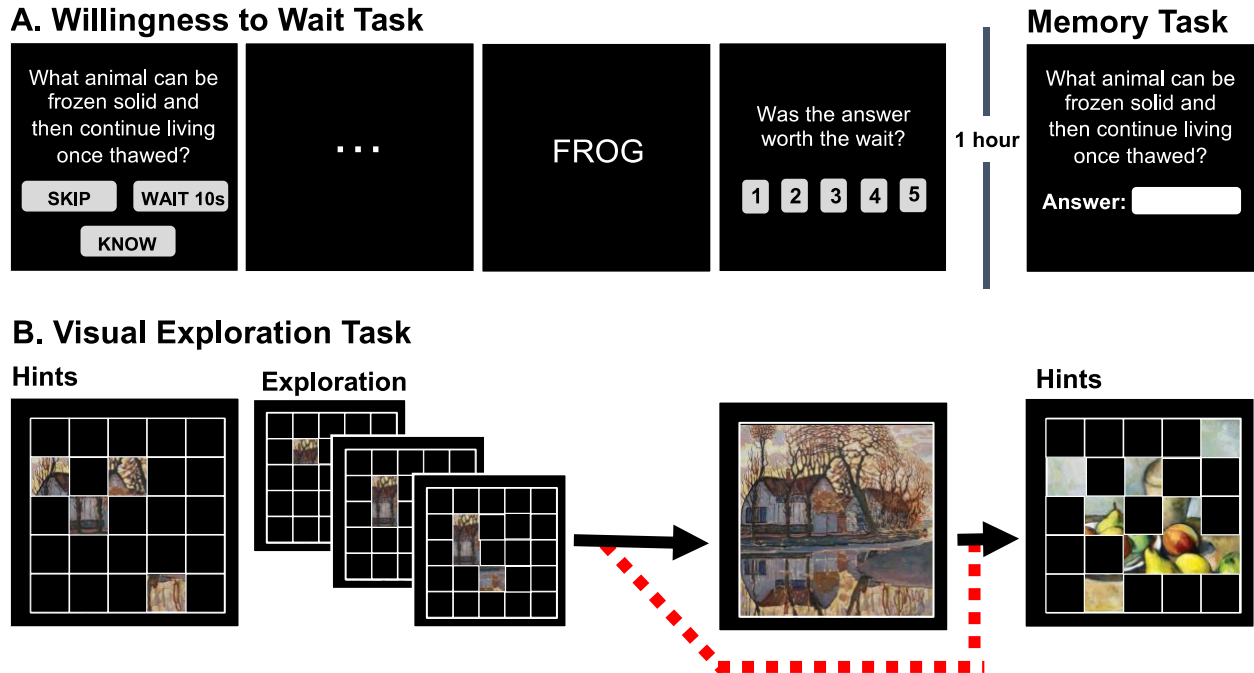 A. Willingness to Wait Task
What animal can be
frozen solid and
then continue living
once thawed?
SKIP
WAIT 10s
KNOW
...
FROG
Was the answer
worth the wait?
1 2 3 4 5
1 hour
Memory Task
What animal can be
frozen solid and
then continue living
once thawed?
Answer:
B. Visual Exploration Task
Hints
Exploration
Hints